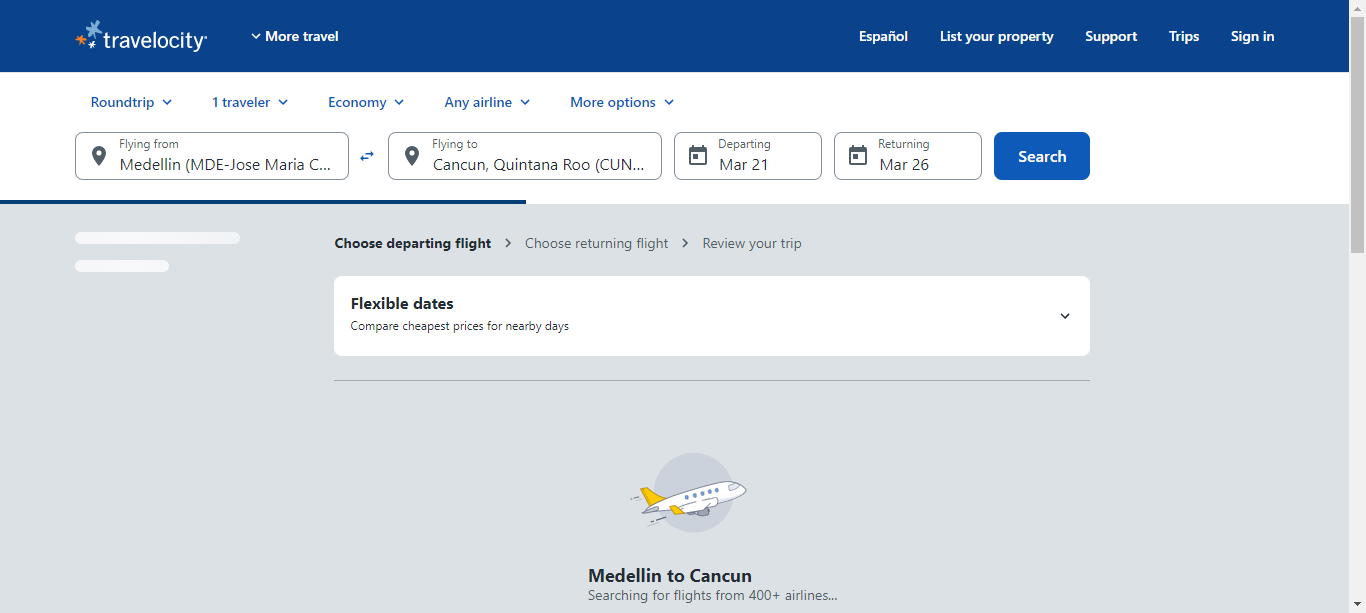 travelocity
More travel
Español
List your property
Support
Trips
Sign in
Roundtrip
1 traveler
Economy
Any airline
More options
Flying from
Medellin (MDE-Jose Maria C...
Flying to
Cancun, Quintana Roo (CUN...
Departing
Mar 21
Returning
Mar 26
Search
Choose departing flight
Choose returning flight
Review your trip
Flexible dates
Compare cheapest prices for nearby days
Medellin to Cancun
Searching for flights from 400+ airlines...